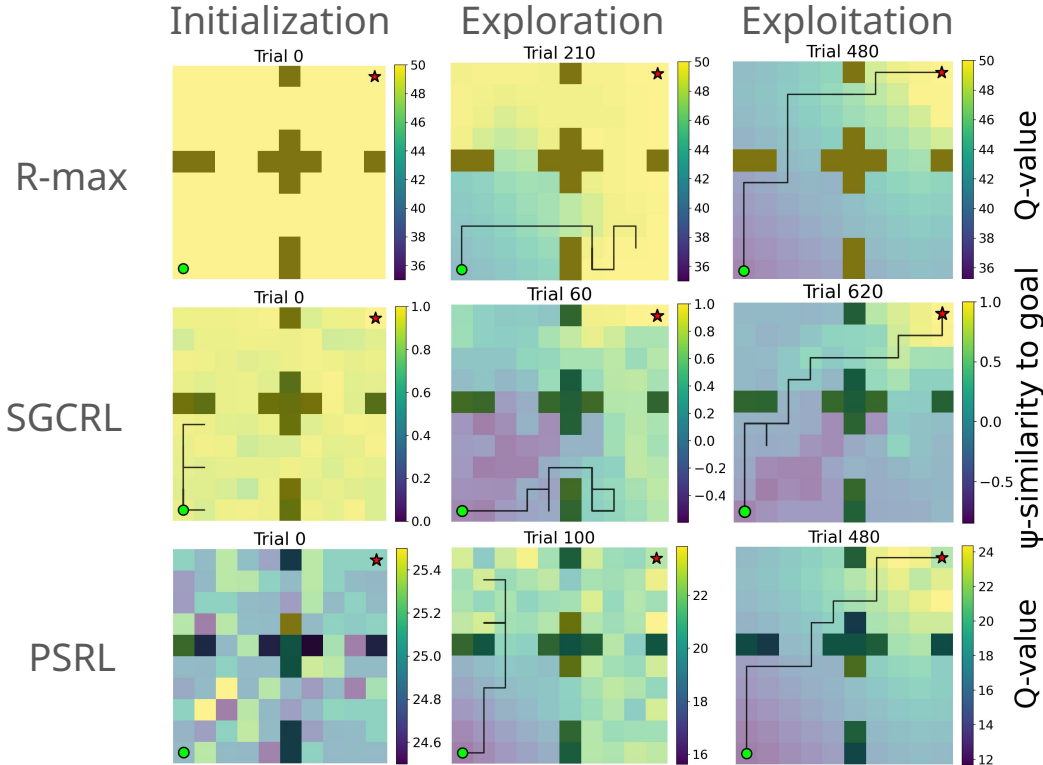 Initialization Exploration Exploitation
Trial 0 Trial 210 Trial 480
50 48 46 44 42 40 38 36
50 48 46 44 42 40 38 36
50 48 46 44 42 40 38 36
R-max
Q-value
Trial 0 Trial 60 Trial 620
1.0 0.8 0.6 0.4 0.2 0.0
1.0 0.8 0.6 0.4 0.2 0.0 −0.2 −0.4
1.0 0.5 0.0 −0.5
SGCRL
ψ-similarity to goal
Trial 0 Trial 100 Trial 480
25.4 25.2 25.0 24.8 24.6
22 20 18 16
24 22 20 18 16 14 12
PSRL
Q-value